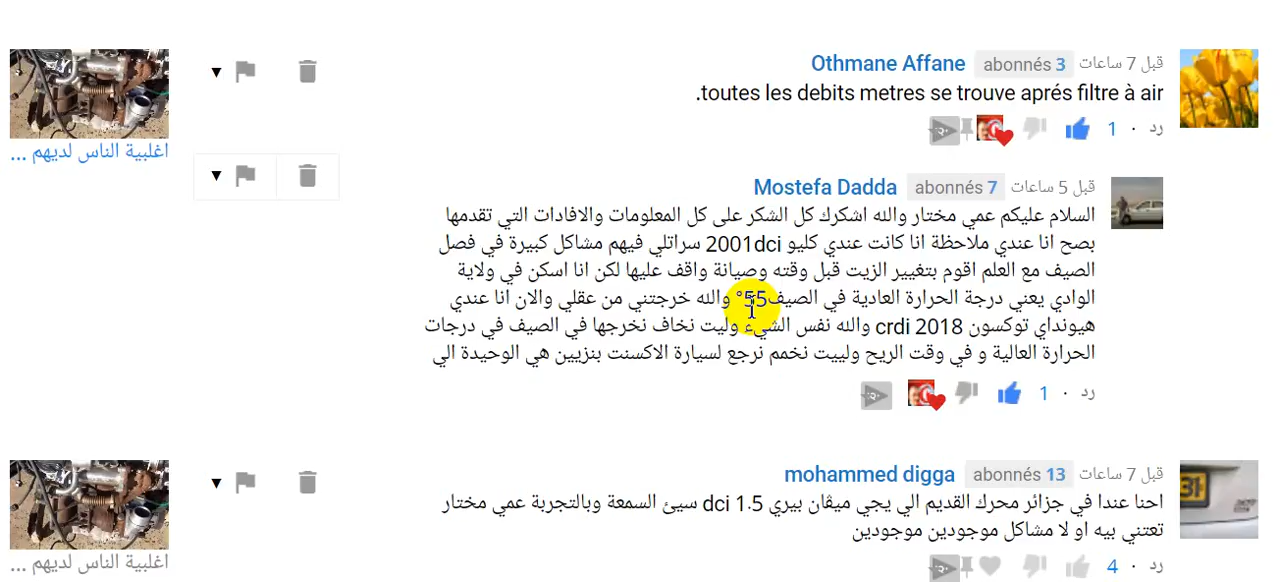 Othmane Affane abonnés 3 قبل 7 ساعات
toutes les debits metres se trouve aprés filtre à air.
رد · 1
اغلبية الناس لديهم ...
Mostefa Dadda abonnés 7 قبل 5 ساعات
السلام عليكم عمي مختار والله اشكرك كل الشكر على كل المعلومات والافادات التي تقدمها
بصح انا عندي ملاحظة انا كانت عندي كليو 2001dci سراتلي فيهم مشاكل كبيرة في فصل
الصيف مع العلم اقوم بتغيير الزيت قبل وقته وصيانة واقف عليها لكن انا اسكن في ولاية
الوادي يعني درجة الحرارة العادية في الصيف55° والله خرجتني من عقلي والان انا عندي
هيونداي توكسون 2018 crdi والله نفس الشيء وليت نخاف نخرجها في الصيف في درجات
الحرارة العالية و في وقت الريح ولييت نخمم نرجع لسيارة الاكسنت بنزيين هي الوحيدة الي
رد · 1
mohammed digga abonnés 13 قبل 7 ساعات
احنا عندا في جزائر محرك القديم الي يجي ميڨان بيري 1.5 dci سيئ السمعة وبالتجربة عمي مختار
تعتني بيه او لا مشاكل موجودين موجودين
رد · 4
اغلبية الناس لديهم ...